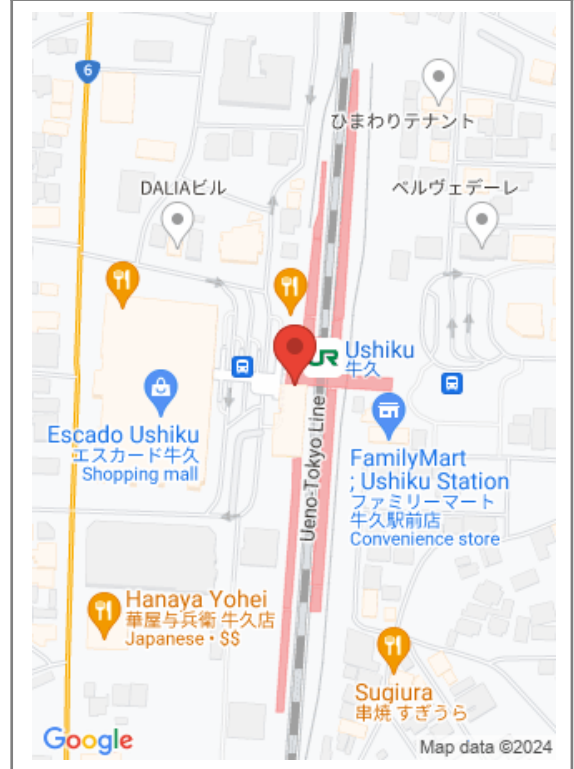 6
ひまわりテナント
DALIAビル
ベルヴェデーレ
JR
Ushiku
牛久
Escado Ushiku
エスカード牛久
Shopping mall
Ueno-Tokyo Line
FamilyMart
; Ushiku Station
ファミリーマート
牛久駅前店
Convenience store
Hanaya Yohei
華屋与兵衛 牛久店
Japanese • $$
Sugiura
串焼 すぎうら
Google
Map data ©2024